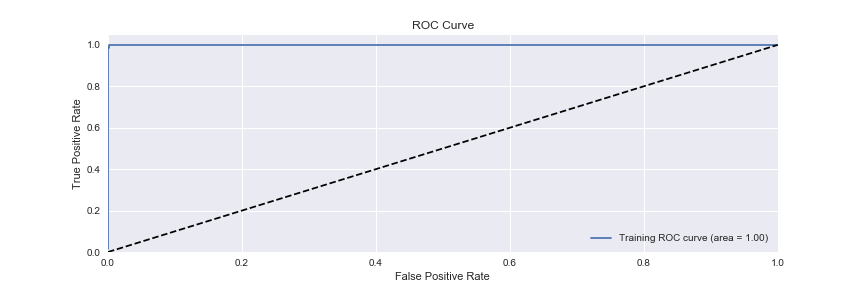 ROC Curve
1.0
0.8
0.6
0.4
0.2
0.0
True Positive Rate
Training ROC curve (area = 1.00)
0.0 0.2 0.4 0.6 0.8 1.0
False Positive Rate